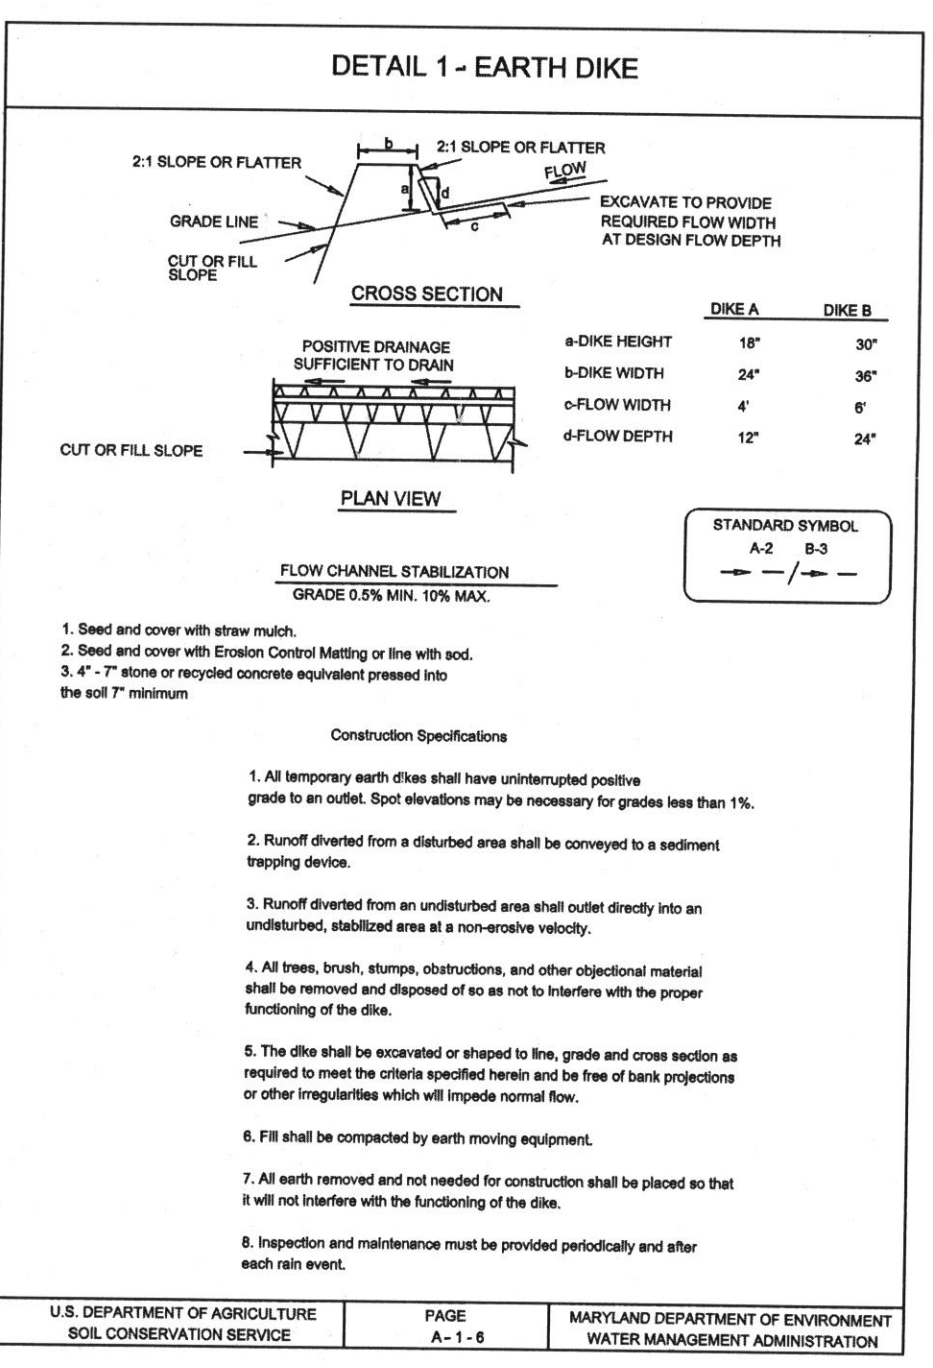 DETAIL 1 - EARTH DIKE
b
2:1 SLOPE OR FLATTER
2:1 SLOPE OR FLATTER
FLOW
a
d
EXCAVATE TO PROVIDE
REQUIRED FLOW WIDTH
AT DESIGN FLOW DEPTH
GRADE LINE
c
CUT OR FILL
SLOPE
CROSS SECTION
DIKE A DIKE B
a-DIKE HEIGHT 18" 30"
b-DIKE WIDTH 24" 36"
c-FLOW WIDTH 4' 6'
d-FLOW DEPTH 12" 24"
POSITIVE DRAINAGE
SUFFICIENT TO DRAIN
CUT OR FILL SLOPE
PLAN VIEW
STANDARD SYMBOL
A-2 B-3
FLOW CHANNEL STABILIZATION
GRADE 0.5% MIN. 10% MAX.
1. Seed and cover with straw mulch.
2. Seed and cover with Erosion Control Matting or line with sod.
3. 4" - 7" stone or recycled concrete equivalent pressed into
the soil 7" minimum
Construction Specifications
1. All temporary earth dikes shall have uninterrupted positive
grade to an outlet. Spot elevations may be necessary for grades less than 1%.
2. Runoff diverted from a disturbed area shall be conveyed to a sediment
trapping device.
3. Runoff diverted from an undisturbed area shall outlet directly into an
undisturbed, stabilized area at a non-erosive velocity.
4. All trees, brush, stumps, obstructions, and other objectional material
shall be removed and disposed of so as not to interfere with the proper
functioning of the dike.
5. The dike shall be excavated or shaped to line, grade and cross section as
required to meet the criteria specified herein and be free of bank projections
or other irregularities which will impede normal flow.
6. Fill shall be compacted by earth moving equipment.
7. All earth removed and not needed for construction shall be placed so that
it will not interfere with the functioning of the dike.
8. Inspection and maintenance must be provided periodically and after
each rain event.
U.S. DEPARTMENT OF AGRICULTURE
SOIL CONSERVATION SERVICE
PAGE
A - 1 - 6
MARYLAND DEPARTMENT OF ENVIRONMENT
WATER MANAGEMENT ADMINISTRATION